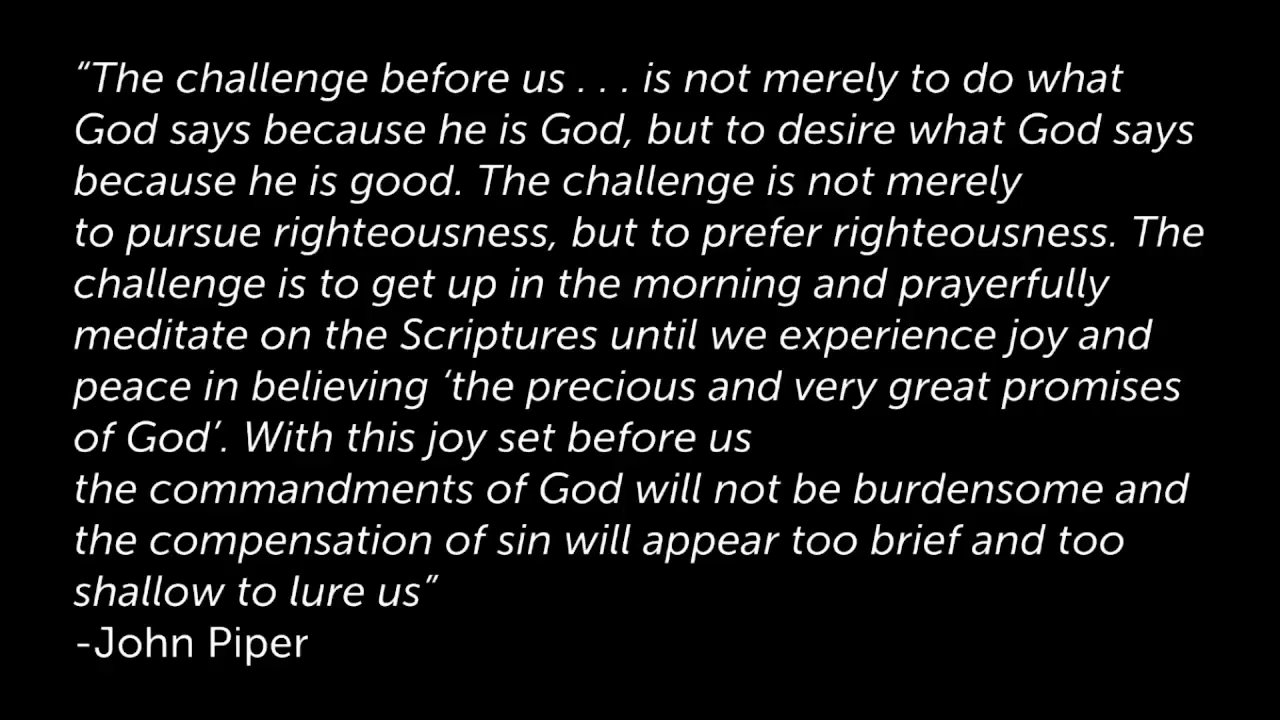 “The challenge before us . . . is not merely to do what
God says because he is God, but to desire what God says
because he is good. The challenge is not merely
to pursue righteousness, but to prefer righteousness. The
challenge is to get up in the morning and prayerfully
meditate on the Scriptures until we experience joy and
peace in believing ‘the precious and very great promises
of God’. With this joy set before us
the commandments of God will not be burdensome and
the compensation of sin will appear too brief and too
shallow to lure us”
-John Piper